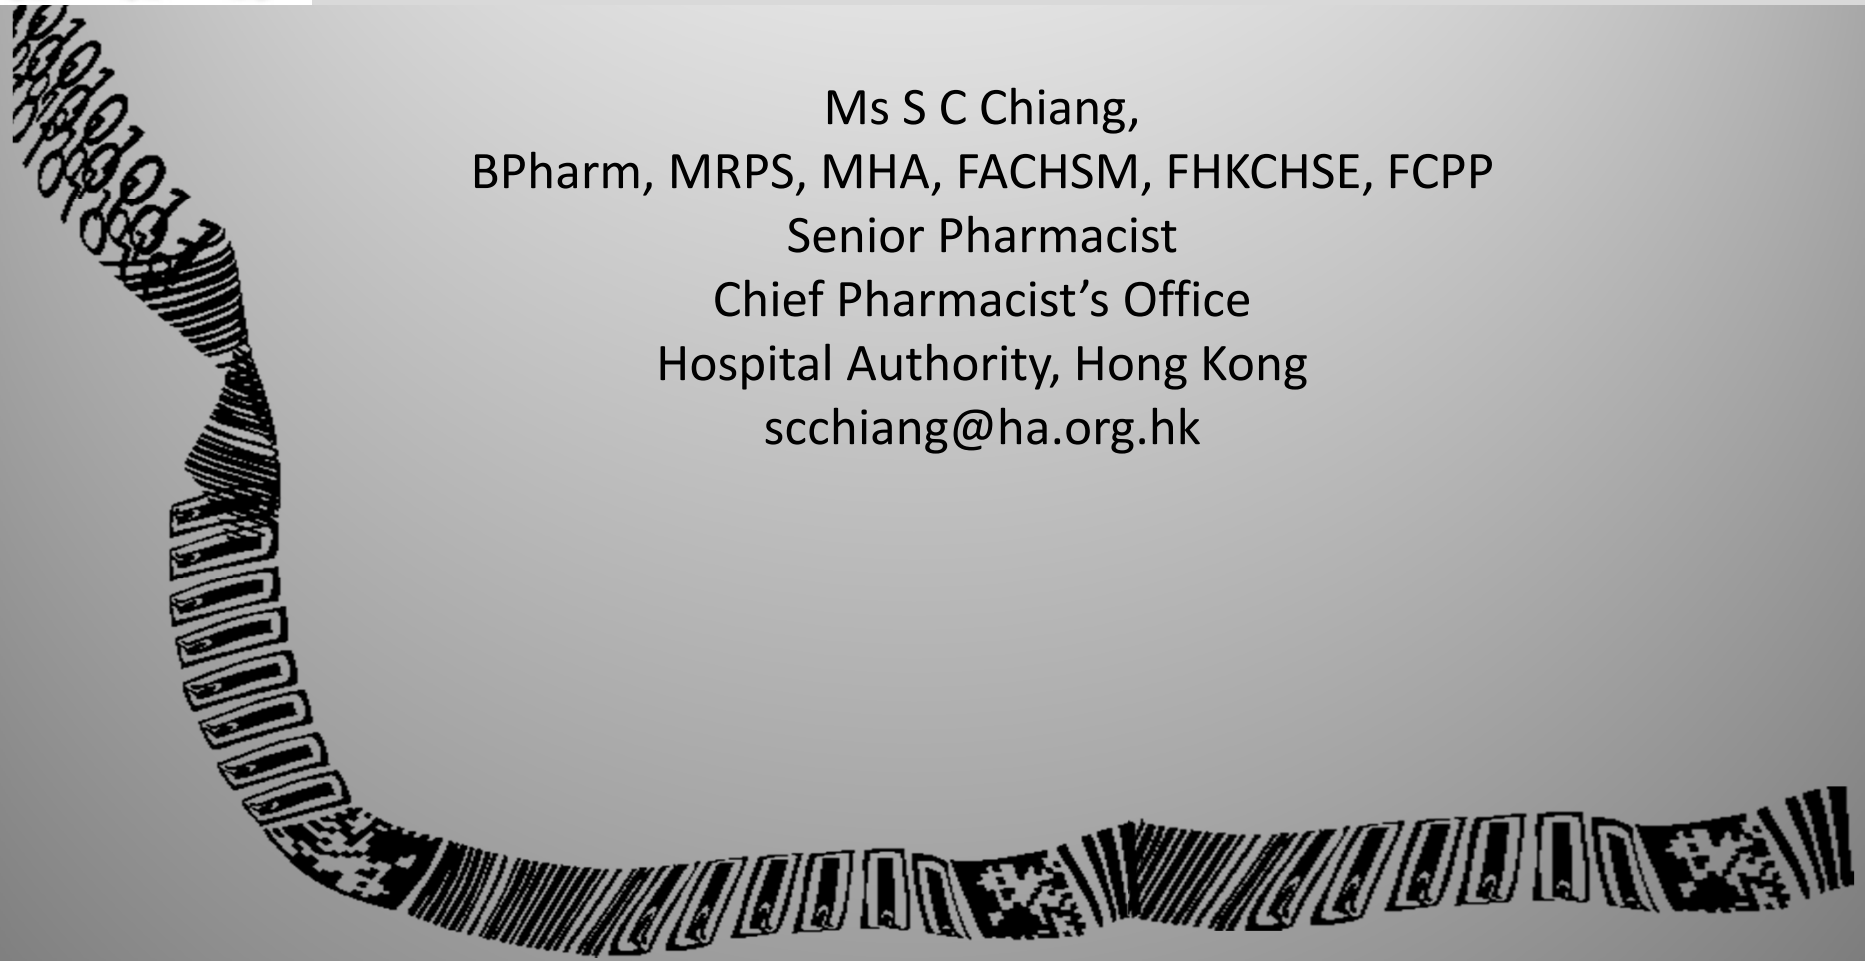 Ms S C Chiang,
BPharm, MRPS, MHA, FACHSM, FHKCHSE, FCPP
Senior Pharmacist
Chief Pharmacist’s Office
Hospital Authority, Hong Kong
scchiang@ha.org.hk